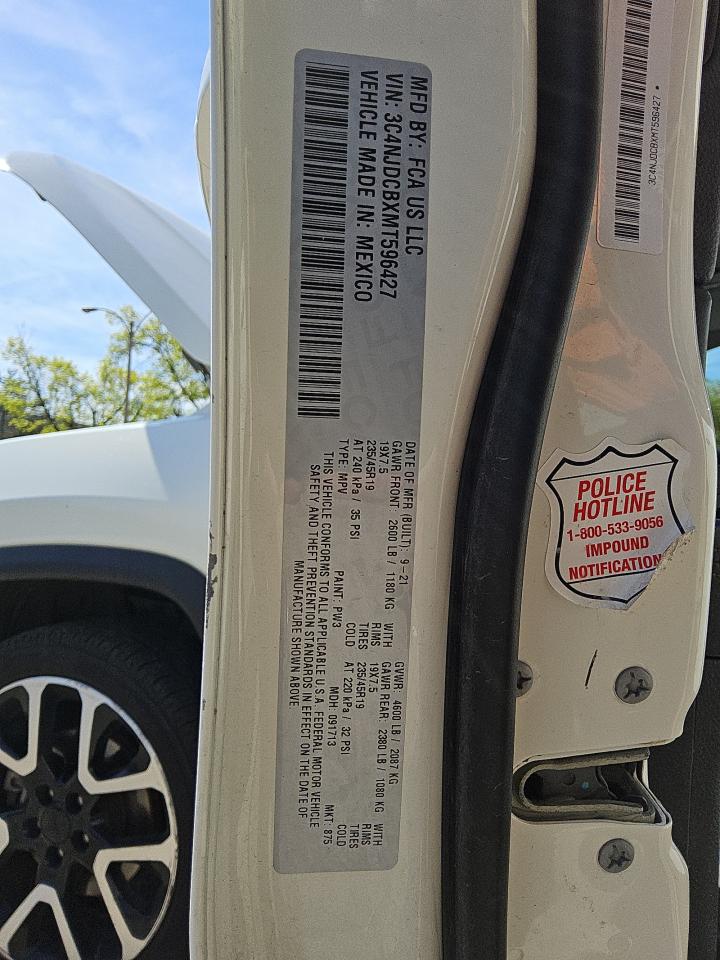 MFD BY: FCA US LLC
VIN: 3C4NJDCBXMT596427
VEHICLE MADE IN: MEXICO
DATE OF MFR (BUILT): 9-21
GVWR: 4600 LB / 2087 KG
GAWR FRONT: 2600 LB / 1180 KG WITH
GAWR REAR: 2380 LB / 1080 KG WITH
19X7.5 RIMS 19X7.5 RIMS
235/45R19 TIRES 235/45R19 TIRES
AT 240 kPa / 35 PSI COLD AT 220 kPa / 32 PSI COLD
TYPE: MPV PAINT: PW3 MDH: 091713 MKT: 875
THIS VEHICLE CONFORMS TO ALL APPLICABLE U.S.A. FEDERAL MOTOR VEHICLE
SAFETY AND THEFT PREVENTION STANDARDS IN EFFECT ON THE DATE OF
MANUFACTURE SHOWN ABOVE
3C4NJDCBXMT596427 *
POLICE
HOTLINE
1-800-533-9056
IMPOUND
NOTIFICATION